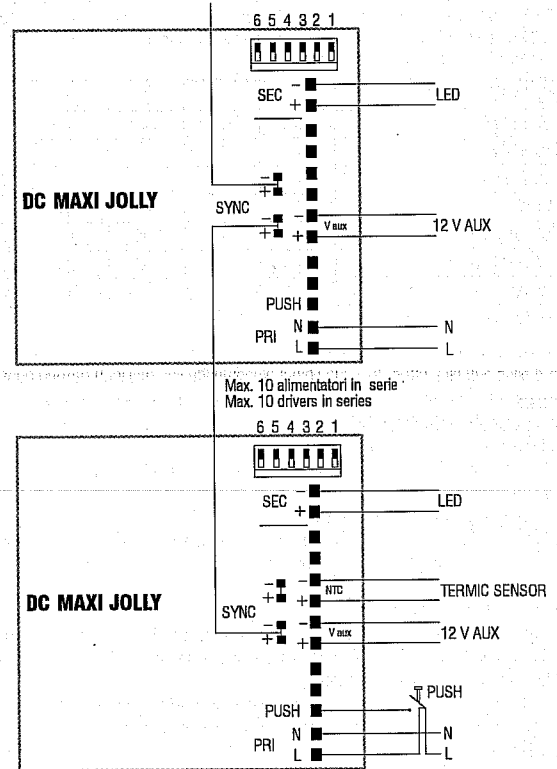 6 5 4 3 2 1
SEC - +
LED
DC MAXI JOLLY
SYNC
- +
- +
- + V aux
12 V AUX
PUSH
PRI
N N
L L
Max. 10 alimentatori in serie
Max. 10 drivers in series
6 5 4 3 2 1
SEC - +
LED
DC MAXI JOLLY
SYNC
- +
- +
- + NTC
TERMIC SENSOR
- + V aux
12 V AUX
PUSH
PUSH
PRI
N N
L L